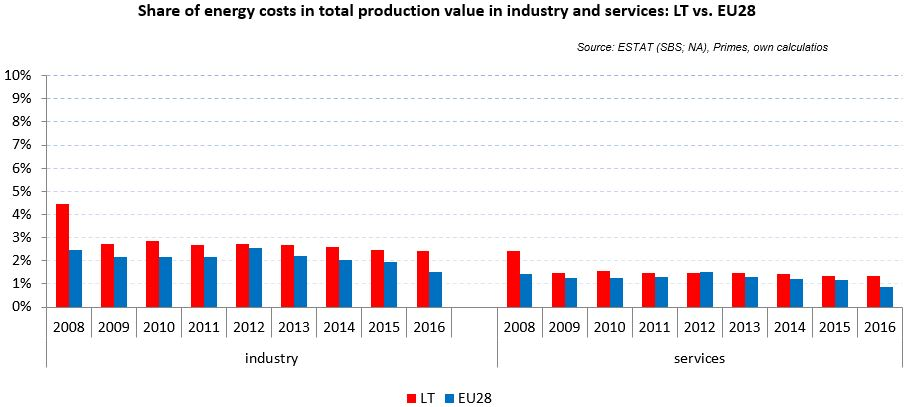 Share of energy costs in total production value in industry and services: LT vs. EU28
Source: ESTAT (SBS; NA), Primes, own calculatios
10%
9%
8%
7%
6%
5%
4%
3%
2%
1%
0%
2008 2009 2010 2011 2012 2013 2014 2015 2016 2008 2009 2010 2011 2012 2013 2014 2015 2016
industry services
LT EU28